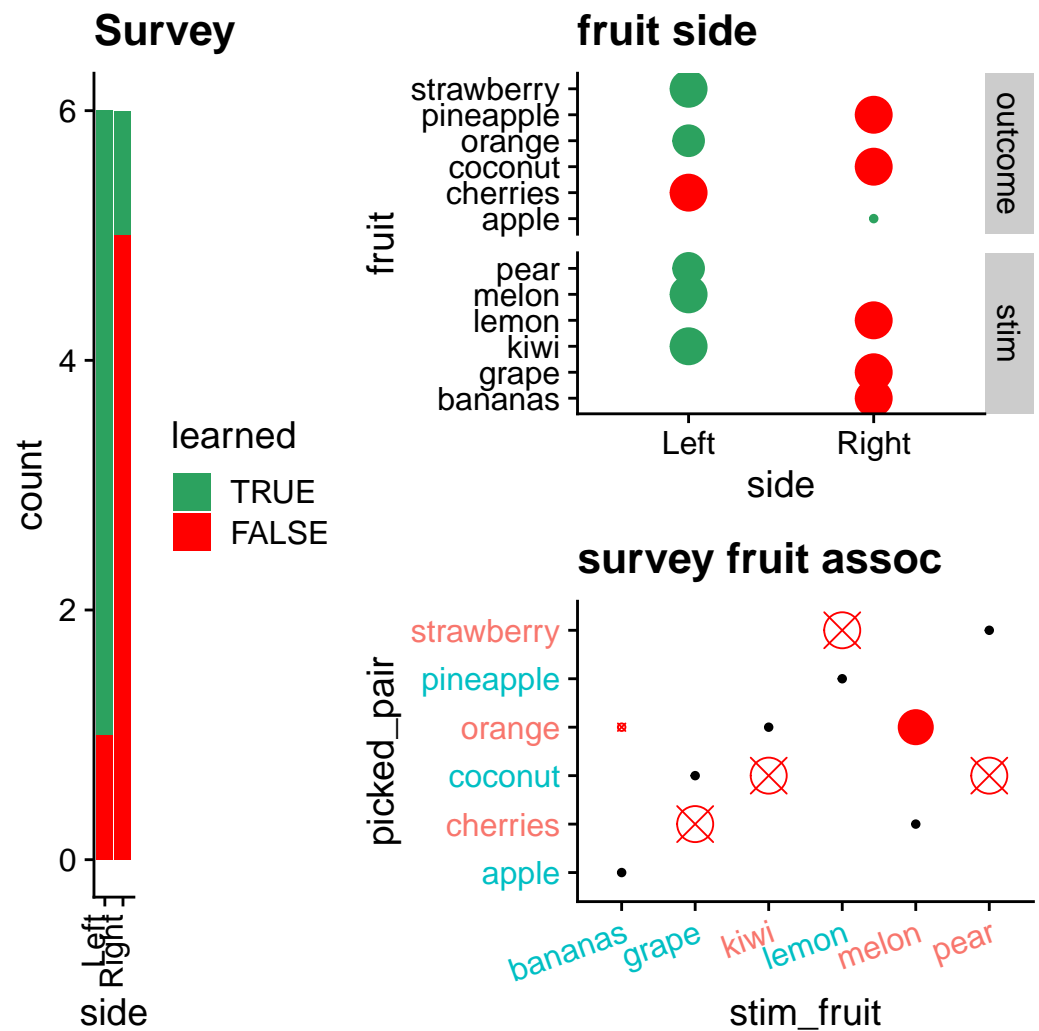 Survey
count
6
4
2
0
Left
Right
side
learned
TRUE
FALSE
fruit side
fruit
strawberry
pineapple
orange
coconut
cherries
apple
outcome
pear
melon
lemon
kiwi
grape
bananas
stim
Left Right
side
survey fruit assoc
picked_pair
strawberry
pineapple
orange
coconut
cherries
apple
bananas grape kiwi lemon melon pear
stim_fruit